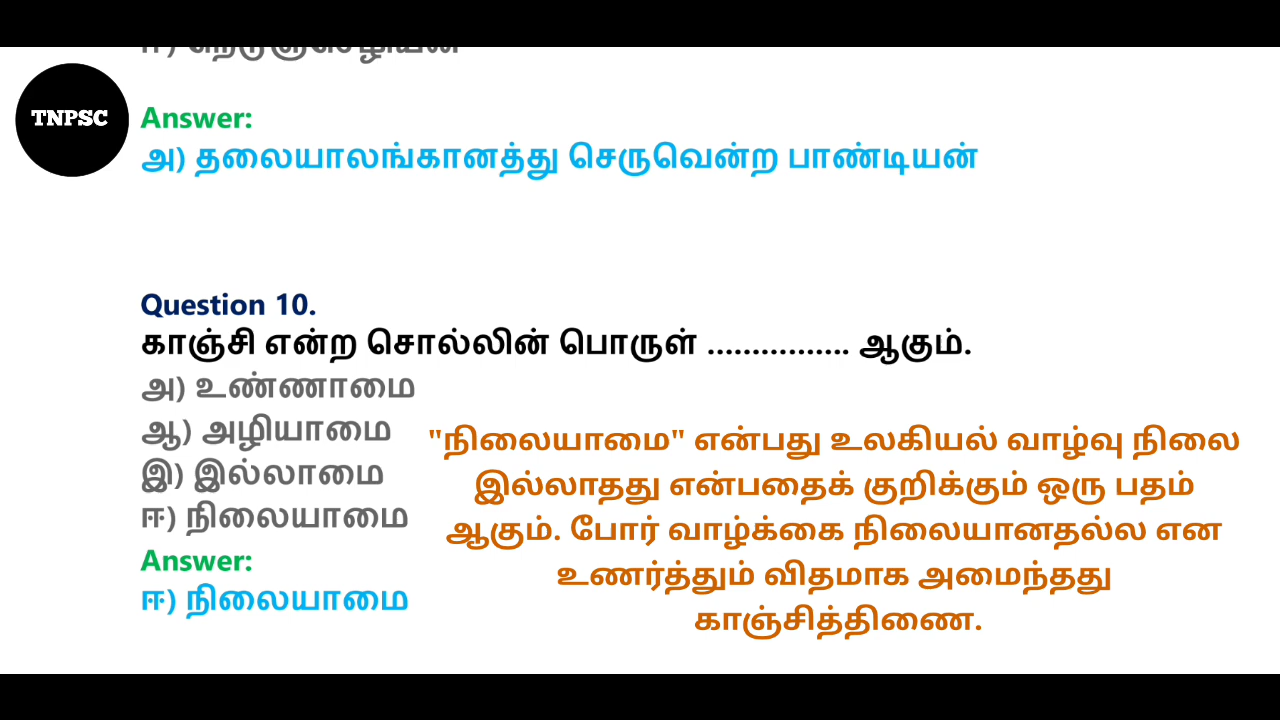 TNPSC
Answer:
அ) தலையாலங்கானத்து செருவென்ற பாண்டியன்
Question 10.
காஞ்சி என்ற சொல்லின் பொருள் ................ ஆகும்.
அ) உண்ணாமை
ஆ) அழியாமை
இ) இல்லாமை
ஈ) நிலையாமை
"நிலையாமை" என்பது உலகியல் வாழ்வு நிலை
இல்லாதது என்பதைக் குறிக்கும் ஒரு பதம்
ஆகும். போர் வாழ்க்கை நிலையானதல்ல என
உணர்த்தும் விதமாக அமைந்தது
காஞ்சித்திணை.
Answer:
ஈ) நிலையாமை